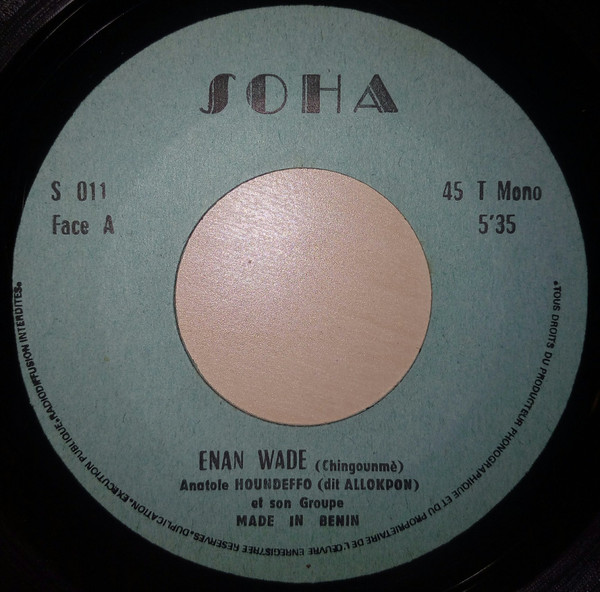 SOHA
S 011
Face A
45 T Mono
5'35
ENAN WADE (Chingounmè)
Anatole HOUNDEFFO (dit ALLOKPON)
et son Groupe
MADE IN BENIN
•TOUS DROITS DU PRODUCTEUR PHONOGRAPHIQUE ET DU PROPRIETAIRE DE L'ŒUVRE ENREGISTREE RESERVES•DUPLICATION•EXECUTION PUBLIQUE•RADIODIFFUSION INTERDITES•